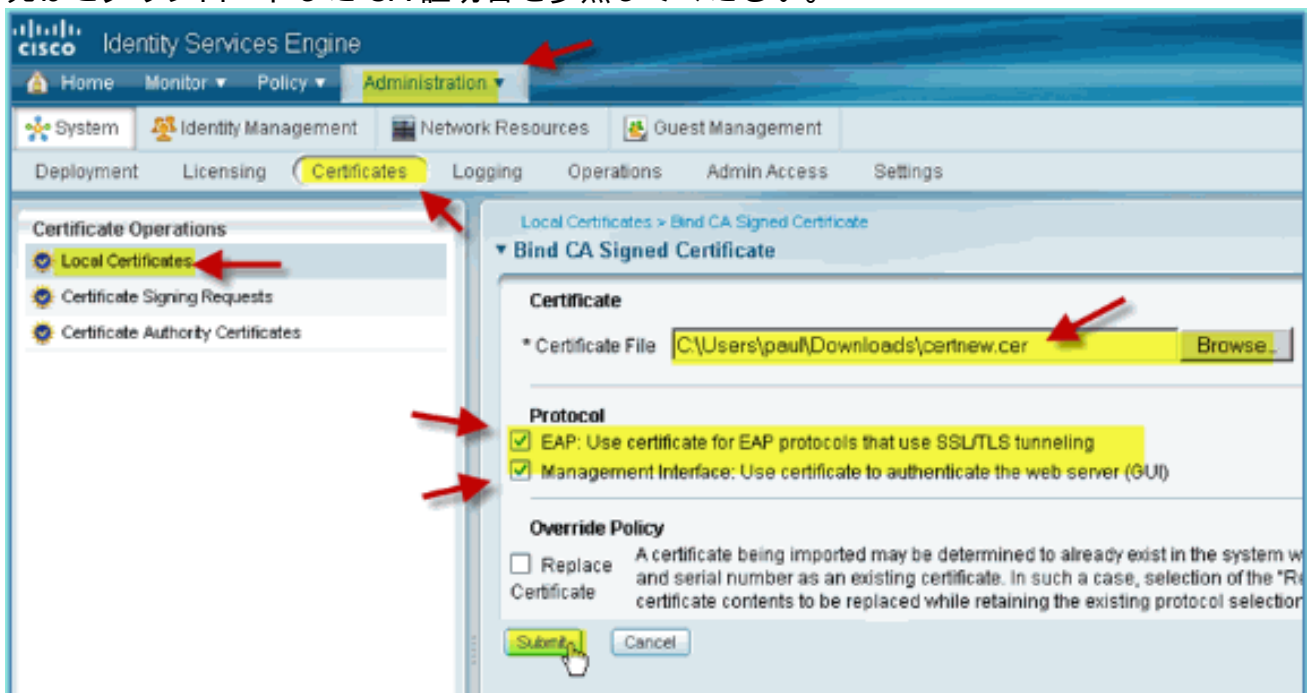 CISCO Identity Services Engine
Home Monitor ▾ Policy ▾ Administration ▾
System Identity Management Network Resources Guest Management
Deployment Licensing Certificates Logging Operations Admin Access Settings
Certificate Operations
Local Certificates
Certificate Signing Requests
Certificate Authority Certificates
Local Certificates > Bind CA Signed Certificate
▾ Bind CA Signed Certificate
Certificate
* Certificate File C:\Users\paul\Downloads\certnew.cer Browse..
Protocol
EAP: Use certificate for EAP protocols that use SSL/TLS tunneling
Management Interface: Use certificate to authenticate the web server (GUI)
Override Policy
Replace Certificate
A certificate being imported may be determined to already exist in the system w
and serial number as an existing certificate. In such a case, selection of the "Re
certificate contents to be replaced while retaining the existing protocol selection
Submit Cancel